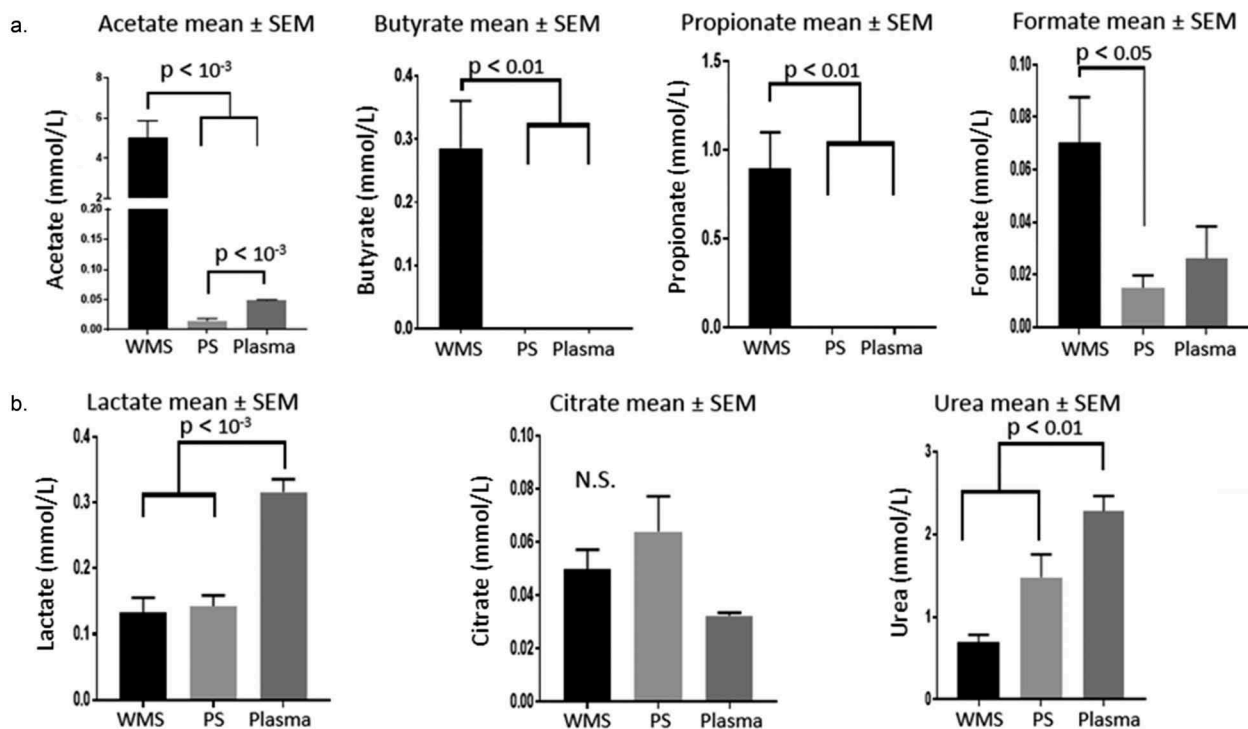 a.
Acetate mean ± SEM
p < 10-3
p < 10-3
Acetate (mmol/L)
8
6
4
2
0.20
0.15
0.10
0.05
0.00
WMS PS Plasma
Butyrate mean ± SEM
p < 0.01
Butyrate (mmol/L)
0.4
0.3
0.2
0.1
0.0
WMS PS Plasma
Propionate mean ± SEM
p < 0.01
Propionate (mmol/L)
1.5
1.0
0.5
0.0
WMS PS Plasma
Formate mean ± SEM
p < 0.05
Formate (mmol/L)
0.10
0.08
0.06
0.04
0.02
0.00
WMS PS Plasma
b.
Lactate mean ± SEM
p < 10-3
Lactate (mmol/L)
0.4
0.3
0.2
0.1
0.0
WMS PS Plasma
Citrate mean ± SEM
N.S.
Citrate (mmol/L)
0.10
0.08
0.06
0.04
0.02
0.00
WMS PS Plasma
Urea mean ± SEM
p < 0.01
Urea (mmol/L)
3
2
1
0
WMS PS Plasma